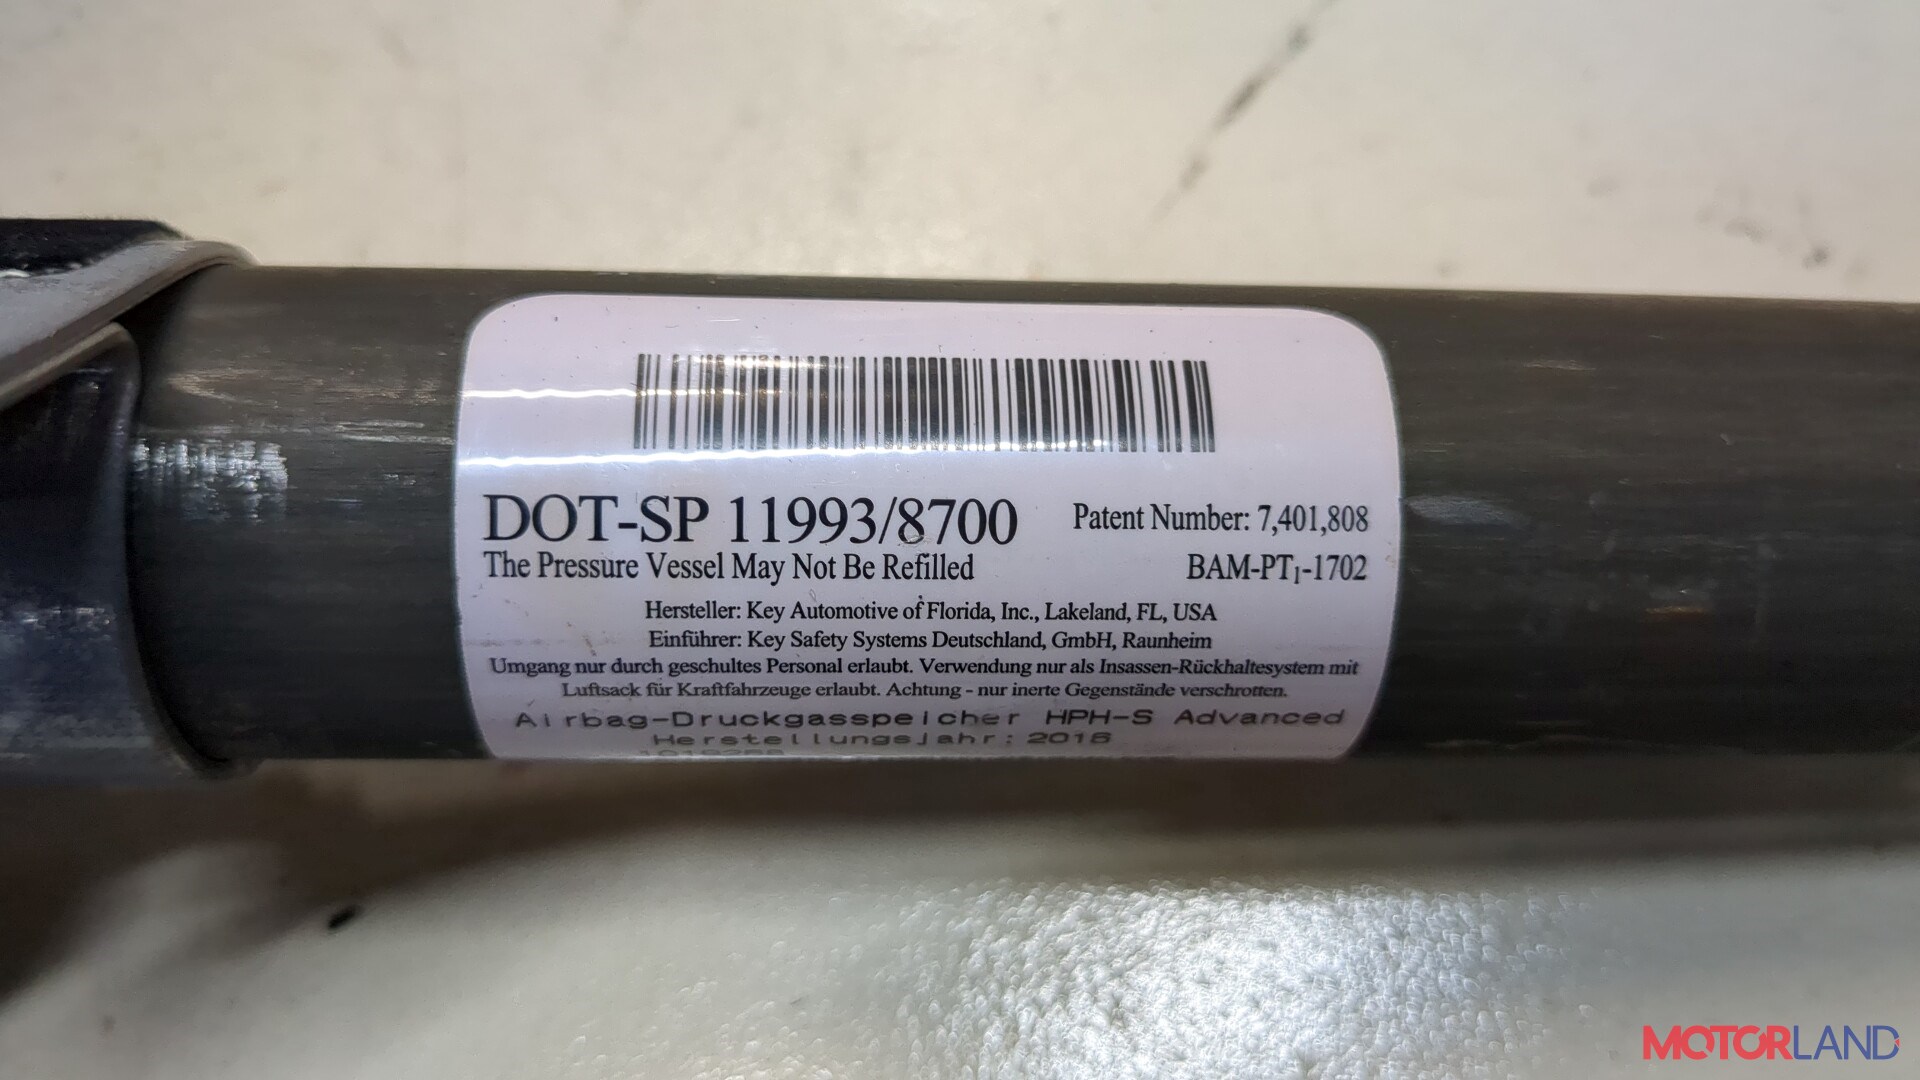 DOT-SP 11993/8700
Patent Number: 7,401,808
The Pressure Vessel May Not Be Refilled
BAM-PT₁-1702
Hersteller: Key Automotive of Florida, Inc., Lakeland, FL, USA
Einführer: Key Safety Systems Deutschland, GmbH, Raunheim
Umgang nur durch geschultes Personal erlaubt. Verwendung nur als Insassen-Rückhaltesystem mit
Luftsack für Kraftfahrzeuge erlaubt. Achtung - nur inerte Gegenstände verschrotten.
Airbag-Druckgasspeicher HPH-S Advanced
Herstellungsjahr: 2016
MOTORLAND